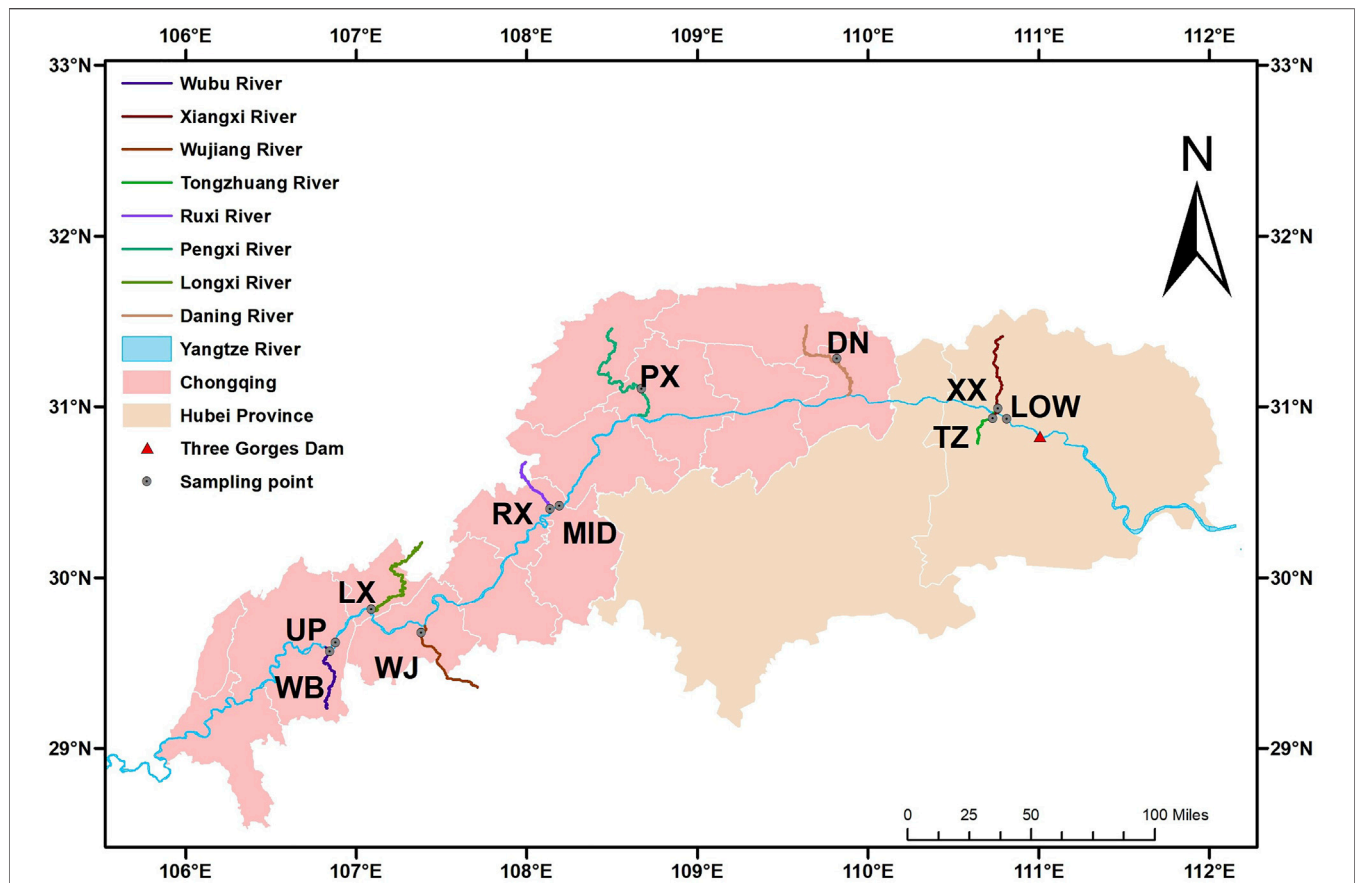 106°E 107°E 108°E 109°E 110°E 111°E 112°E
33°N 33°N
Wubu River
Xiangxi River
Wujiang River
N
Tongzhuang River
Ruxi River
32°N 32°N
Pengxi River
Longxi River
Daning River
Yangtze River
DN
PX
Chongqing
XX
31°N LOW 31°N
Hubei Province
TZ
Three Gorges Dam
Sampling point
RX
MID
30°N 30°N
LX
UP
WJ
WB
29°N 29°N
0 25 50 100 Miles
106°E 107°E 108°E 109°E 110°E 111°E 112°E